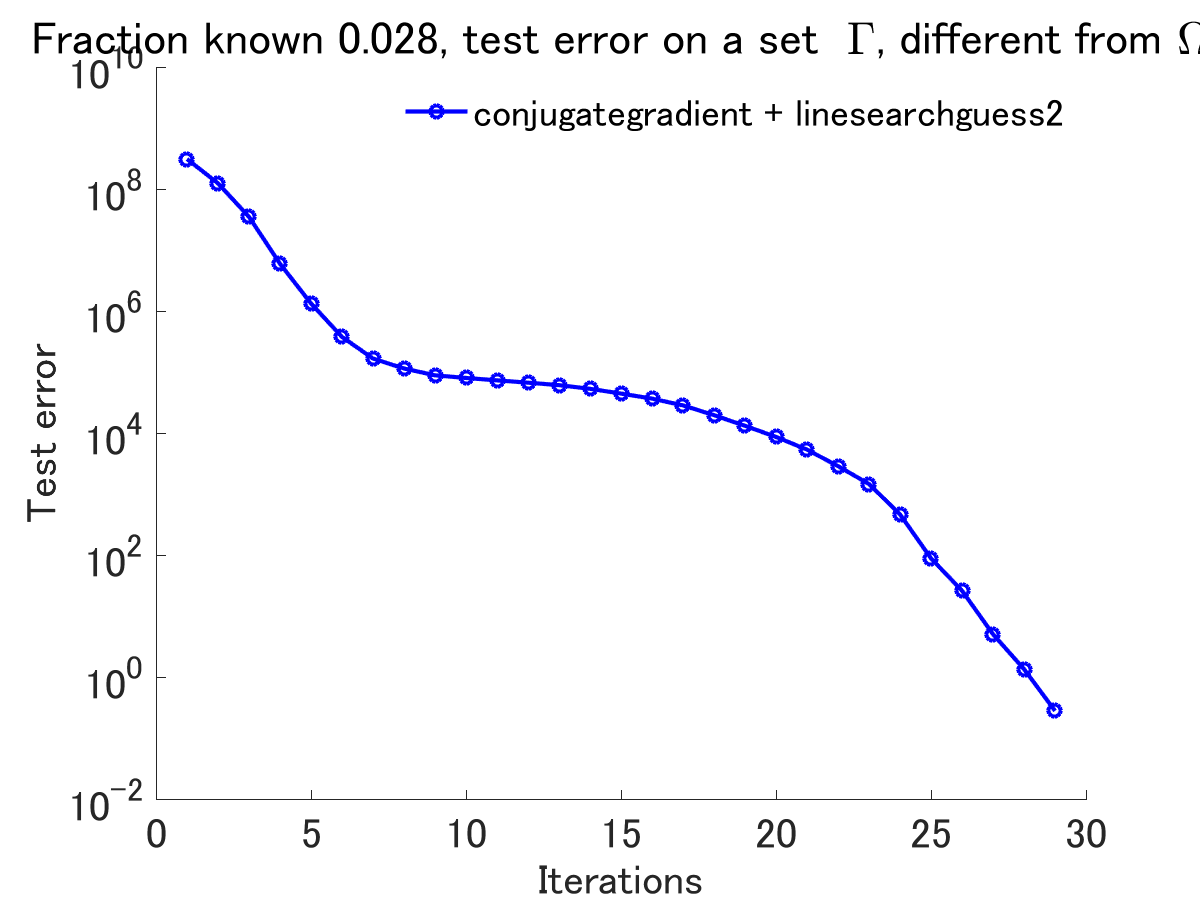 Fraction known 0.028, test error on a set Γ, different from Ω
conjugategradient + linesearchguess2
10^10
10^8
10^6
10^4
10^2
10^0
10^−2
Test error
0 5 10 15 20 25 30
Iterations